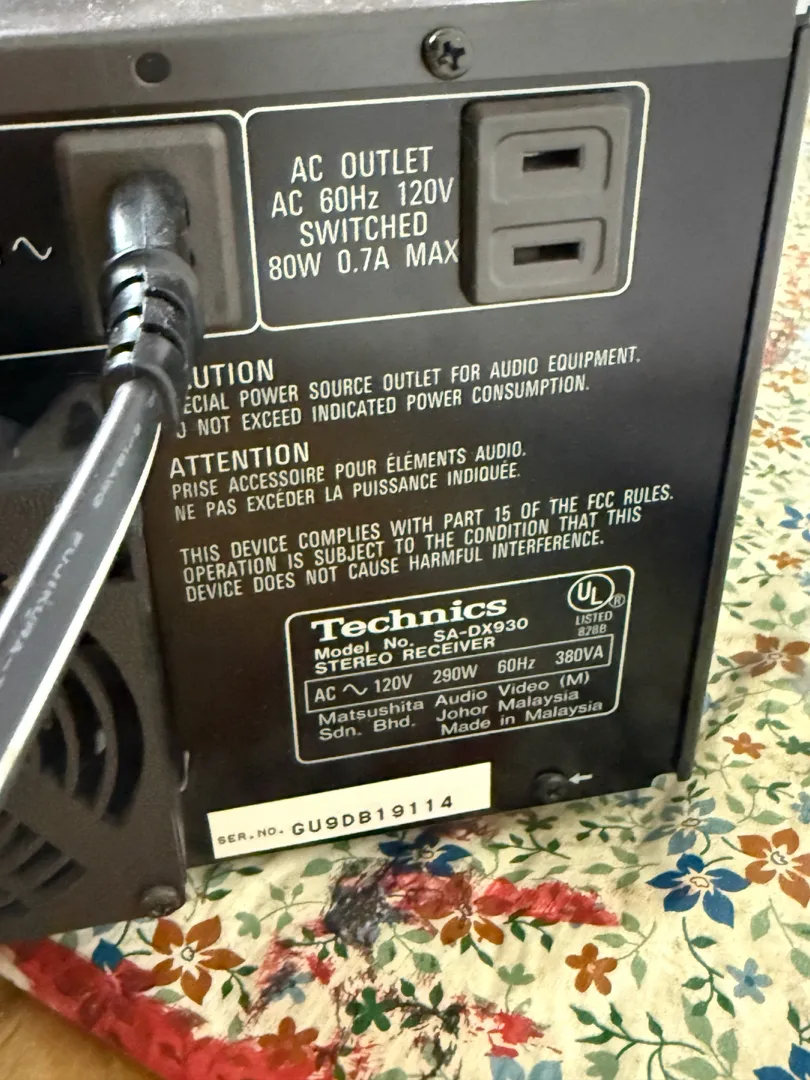 AC OUTLET
AC 60Hz 120V
SWITCHED
80W 0.7A MAX
UTION
ECIAL POWER SOURCE OUTLET FOR AUDIO EQUIPMENT.
NOT EXCEED INDICATED POWER CONSUMPTION.
ATTENTION
PRISE ACCESSOIRE POUR ÉLÉMENTS AUDIO.
NE PAS EXCÉDER LA PUISSANCE INDIQUÉE.
THIS DEVICE COMPLIES WITH PART 15 OF THE FCC RULES.
OPERATION IS SUBJECT TO THE CONDITION THAT THIS
DEVICE DOES NOT CAUSE HARMFUL INTERFERENCE.
Technics
Model No. SA-DX930
STEREO RECEIVER
UL ®
LISTED
828B
AC ∿ 120V 290W 60Hz 380VA
Matsushita Audio Video (M)
Sdn. Bhd. Johor Malaysia
Made in Malaysia
SER.NO. GU9DB19114